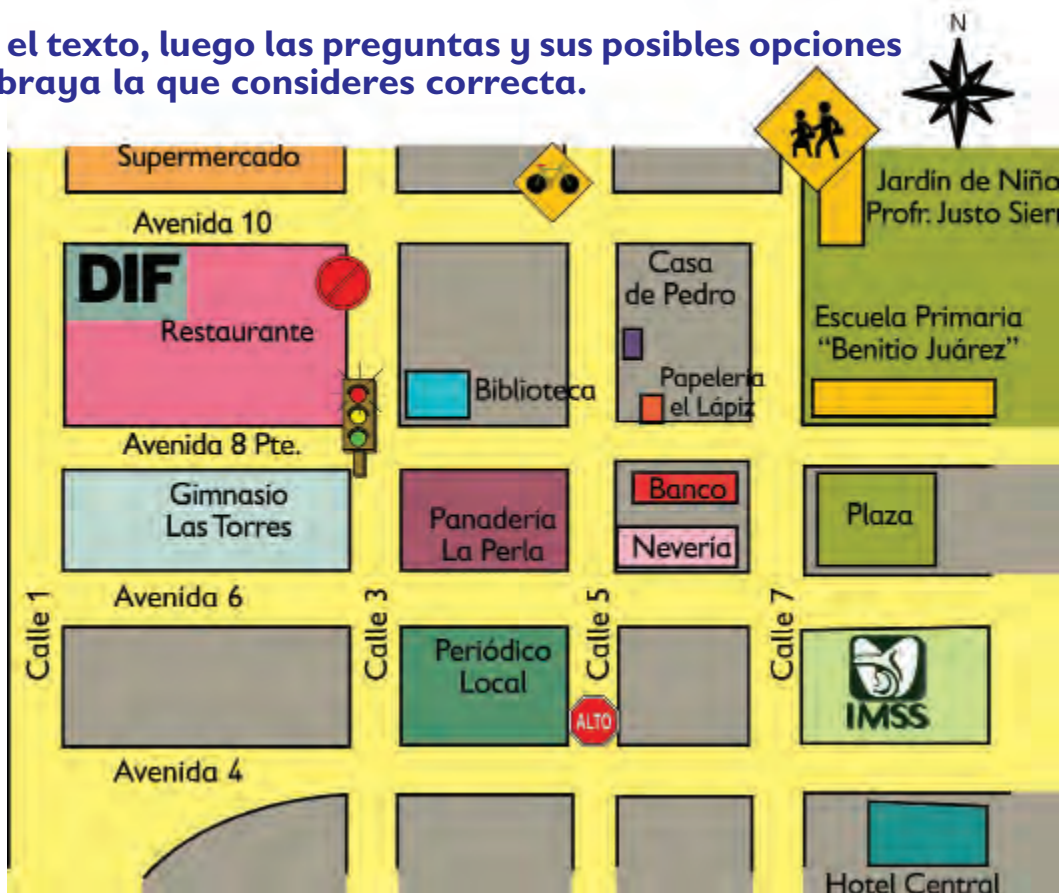 el texto, luego las preguntas y sus posibles opciones
braya la que consideres correcta.
N
Supermercado
Jardín de Niño
Profr. Justo Sierr
Avenida 10
DIF
Casa
de Pedro
Restaurante
Escuela Primaria
“Benitio Juárez”
Biblioteca
Papelería
el Lápiz
Avenida 8 Pte.
Gimnasio
Las Torres
Panadería
La Perla
Banco
Nevería
Plaza
Avenida 6
Calle 1
Calle 3
Calle 5
Calle 7
Periódico
Local
ALTO
IMSS
Avenida 4
Hotel Central